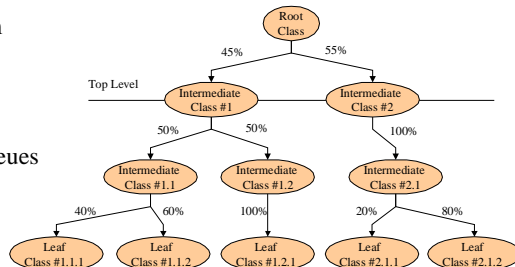 Root
Class
45%
55%
Top Level
Intermediate
Class #1
Intermediate
Class #2
50%
50%
100%
eues
Intermediate
Class #1.1
Intermediate
Class #1.2
Intermediate
Class #2.1
40%
60%
100%
20%
80%
Leaf
Class #1.1.1
Leaf
Class #1.1.2
Leaf
Class #1.2.1
Leaf
Class #2.1.1
Leaf
Class #2.1.2